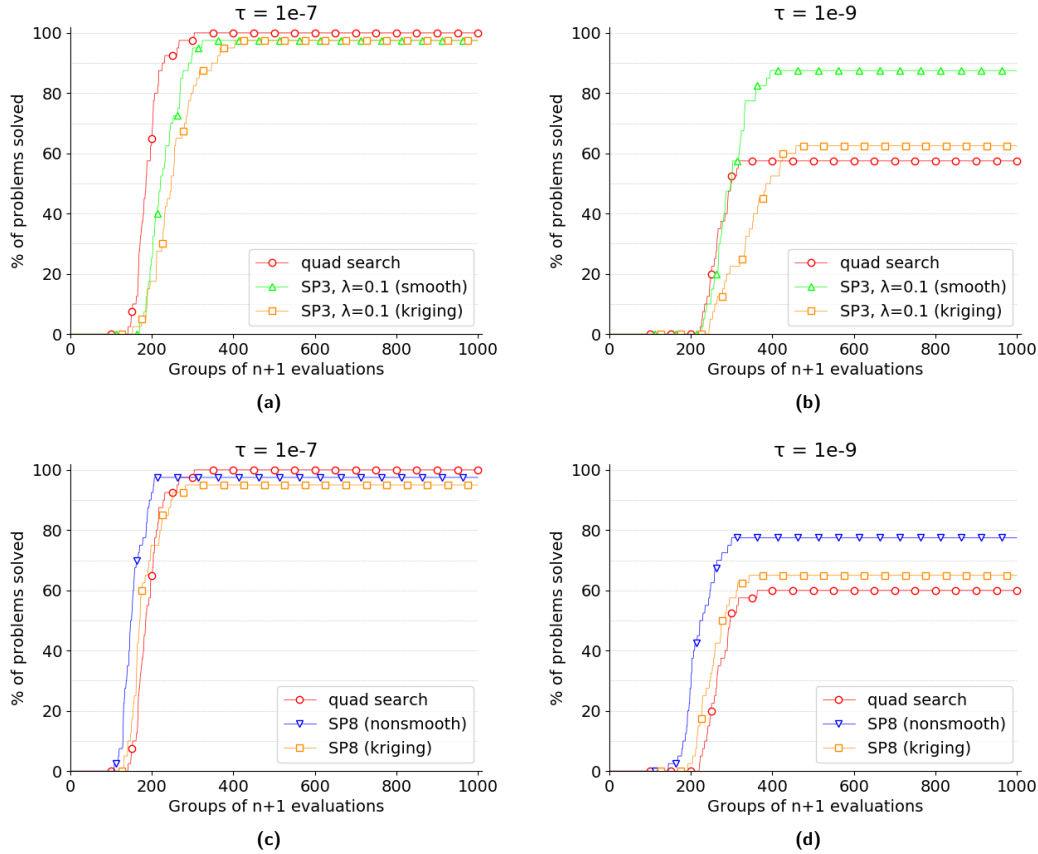 τ = 1e-7
% of problems solved
100
80
60
40
20
0
quad search
SP3, λ=0.1 (smooth)
SP3, λ=0.1 (kriging)
0 200 400 600 800 1000
Groups of n+1 evaluations
(a)
τ = 1e-9
% of problems solved
100
80
60
40
20
0
quad search
SP3, λ=0.1 (smooth)
SP3, λ=0.1 (kriging)
0 200 400 600 800 1000
Groups of n+1 evaluations
(b)
τ = 1e-7
% of problems solved
100
80
60
40
20
0
quad search
SP8 (nonsmooth)
SP8 (kriging)
0 200 400 600 800 1000
Groups of n+1 evaluations
(c)
τ = 1e-9
% of problems solved
100
80
60
40
20
0
quad search
SP8 (nonsmooth)
SP8 (kriging)
0 200 400 600 800 1000
Groups of n+1 evaluations
(d)